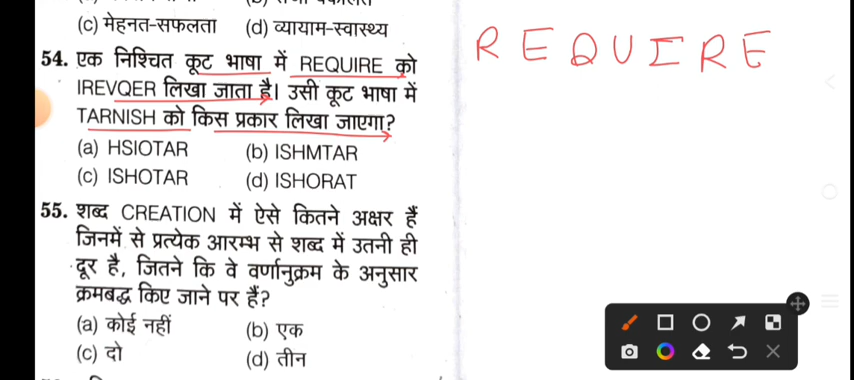 (c) मेहनत-सफलता (d) व्यायाम-स्वास्थ्य
54. एक निश्चित कूट भाषा में REQUIRE को
IREVQER लिखा जाता है। उसी कूट भाषा में
TARNISH को किस प्रकार लिखा जाएगा?
(a) HSIOTAR (b) ISHMTAR
(c) ISHOTAR (d) ISHORAT
55. शब्द CREATION में ऐसे कितने अक्षर हैं
जिनमें से प्रत्येक आरम्भ से शब्द में उतनी ही
दूर है, जितने कि वे वर्णानुक्रम के अनुसार
क्रमबद्ध किए जाने पर हैं?
(a) कोई नहीं (b) एक
(c) दो (d) तीन
REQUIRE